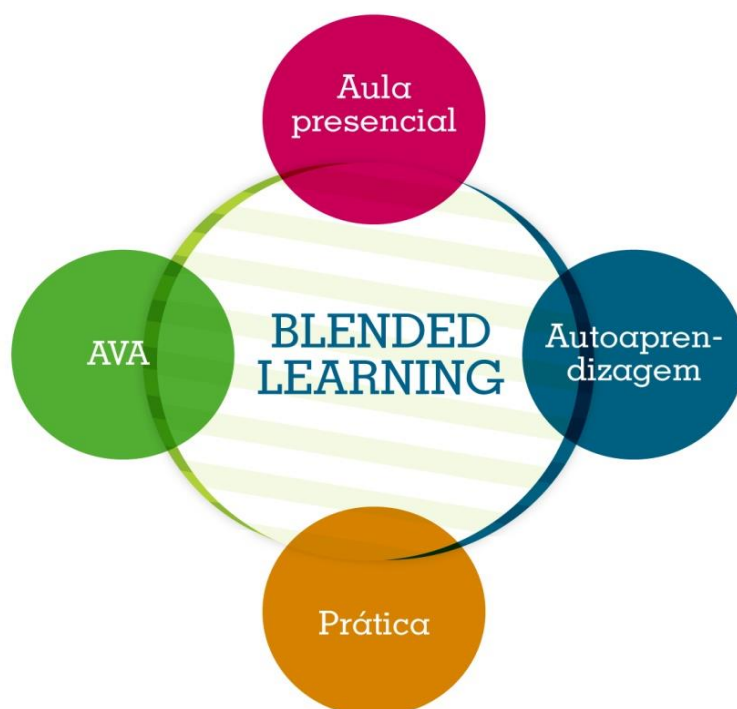 Aula
presencial
BLENDED
LEARNING
AVA
Autoapren-
dizagem
Prática